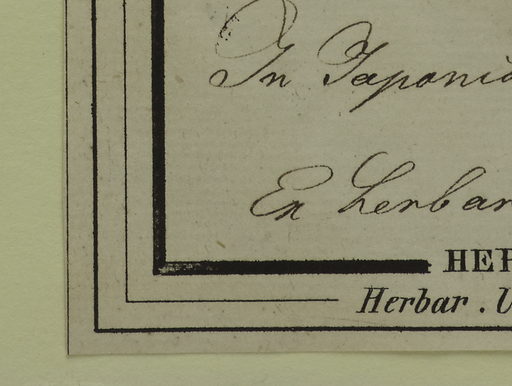 In Japonia
Ex herbar
HER
Herbar. U